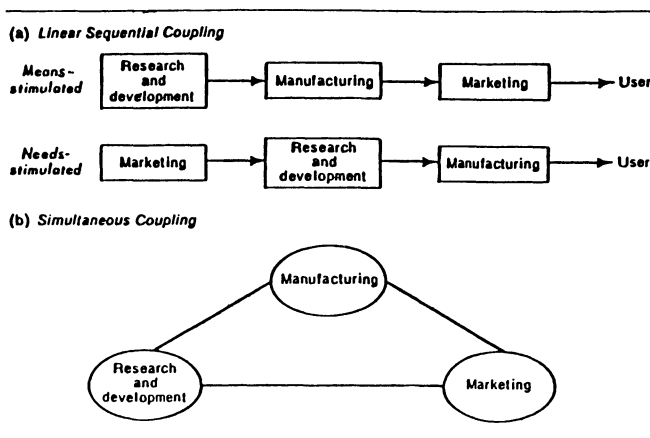 (a) Linear Sequential Coupling
Means-
stimulated
Research
and
development
Manufacturing
Marketing
User
Needs-
stimulated
Marketing
Research
and
development
Manufacturing
User
(b) Simultaneous Coupling
Manufacturing
Research
and
development
Marketing